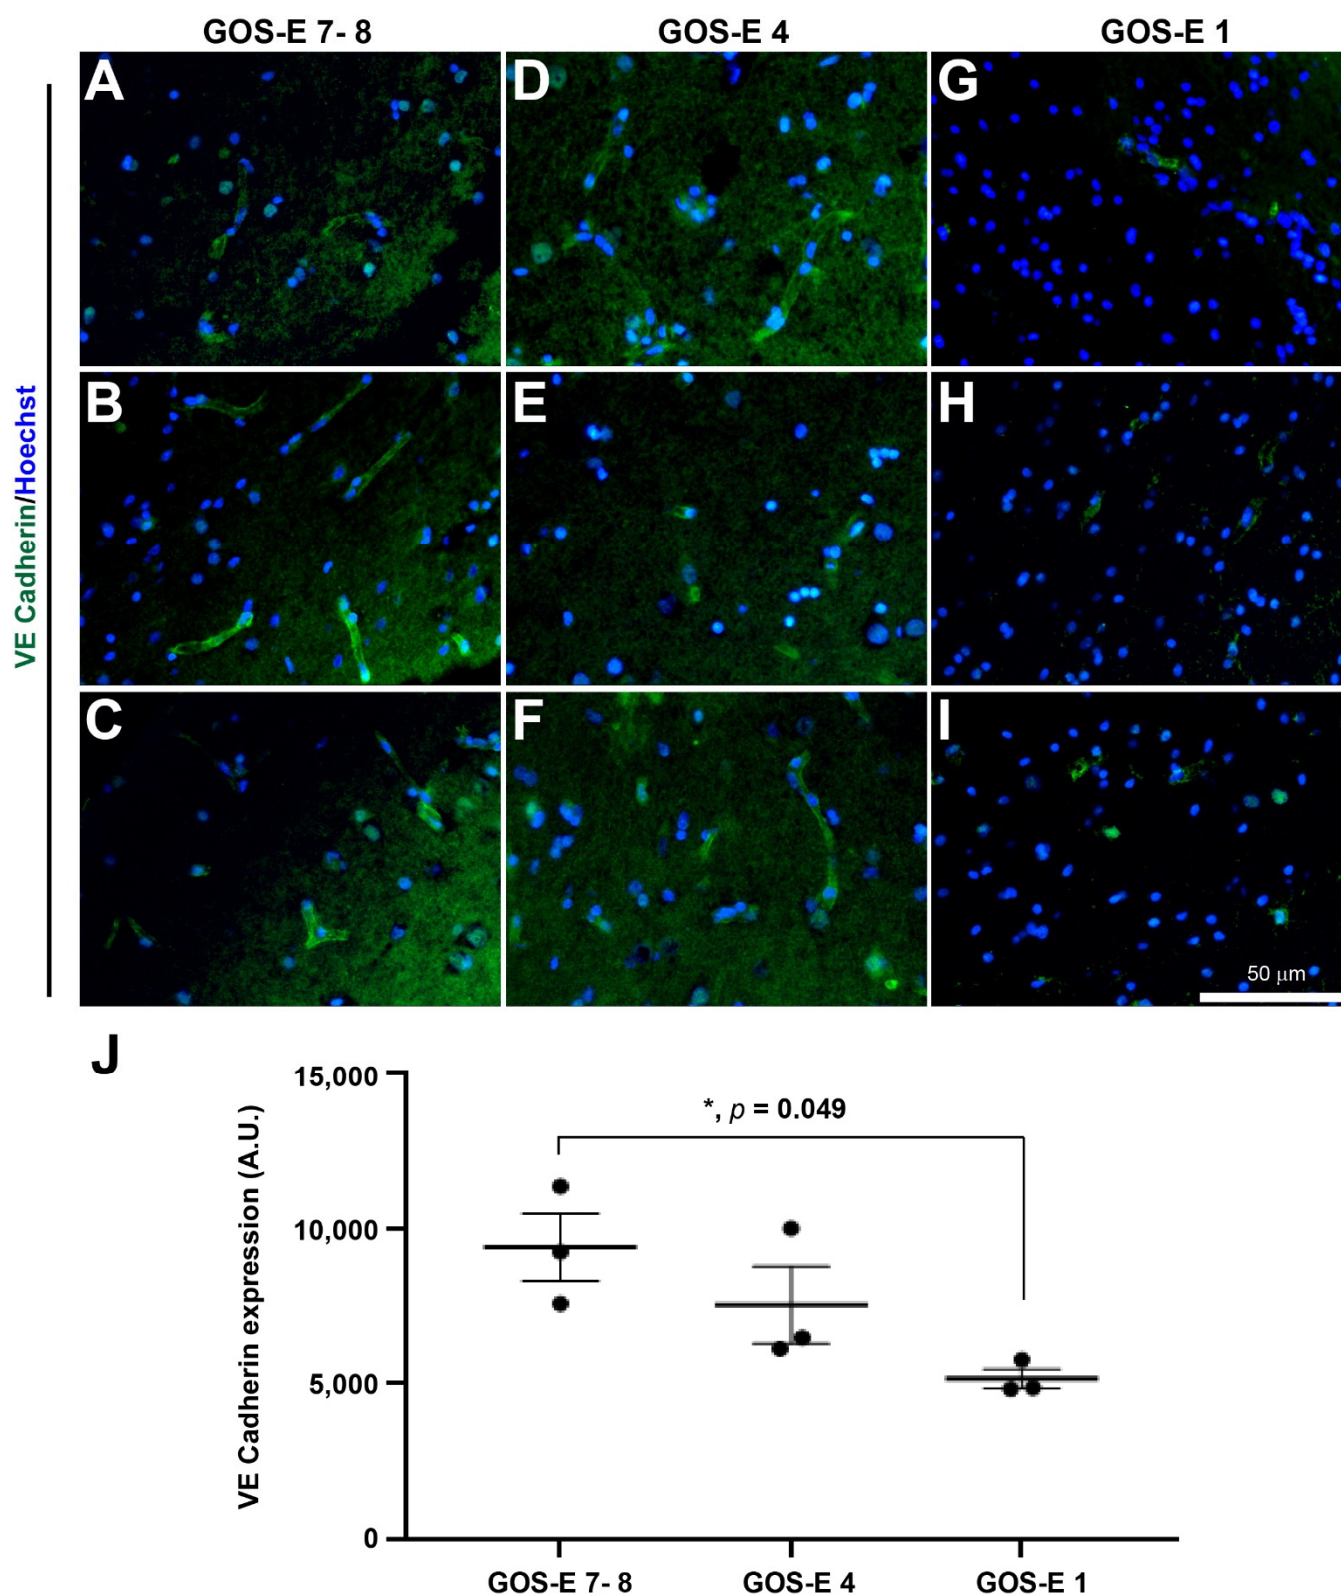 GOS-E 7- 8
GOS-E 4
GOS-E 1
VE Cadherin/Hoechst
A
D
G
B
E
H
C
F
I
50 μm
J
VE Cadherin expression (A.U.)
15,000
10,000
5,000
0
*, p = 0.049
GOS-E 7- 8
GOS-E 4
GOS-E 1